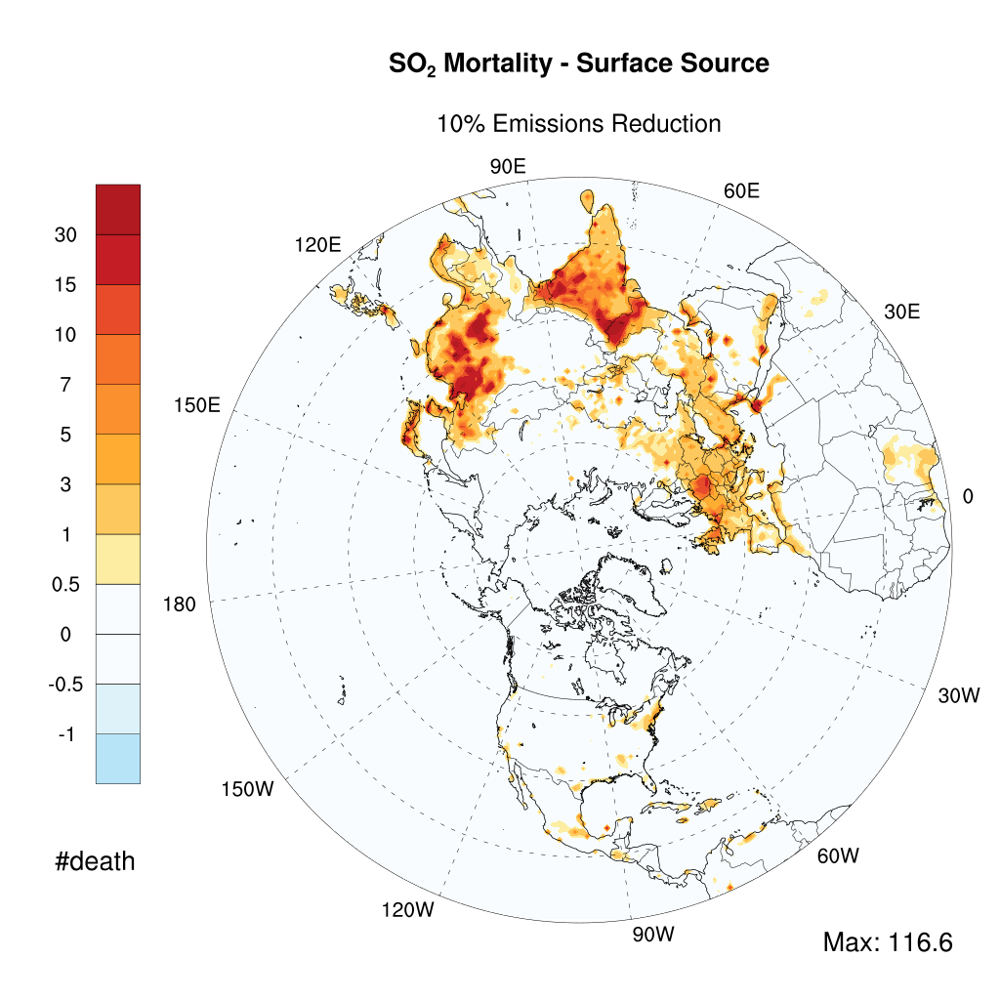 SO₂ Mortality - Surface Source
10% Emissions Reduction
90E
60E
120E
30E
150E
0
180
30W
150W
60W
120W
90W
30
15
10
7
5
3
1
0.5
0
-0.5
-1
#death
Max: 116.6